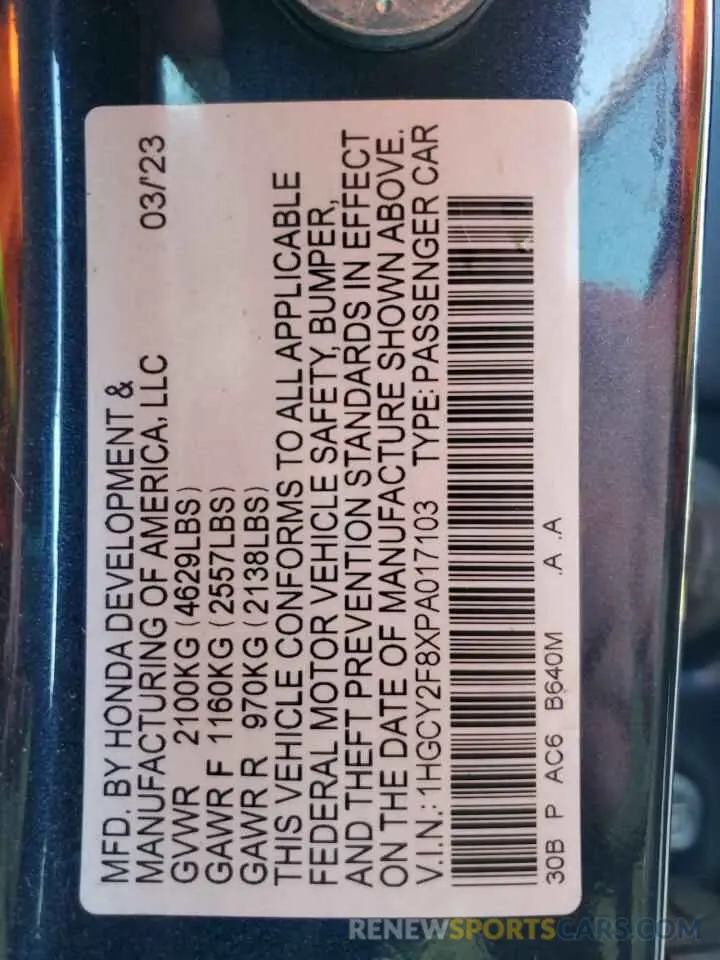 MFD. BY HONDA DEVELOPMENT &
MANUFACTURING OF AMERICA, LLC 03/'23
GVWR 2100KG (4629LBS)
GAWR F 1160KG (2557LBS)
GAWR R 970KG (2138LBS)
THIS VEHICLE CONFORMS TO ALL APPLICABLE
FEDERAL MOTOR VEHICLE SAFETY, BUMPER,
AND THEFT PREVENTION STANDARDS IN EFFECT
ON THE DATE OF MANUFACTURE SHOWN ABOVE.
V.I.N.: 1HGCY2F8XPA017103 TYPE: PASSENGER CAR
30B P AC6 B640M .A .A
RENEWSPORTSCARS.COM